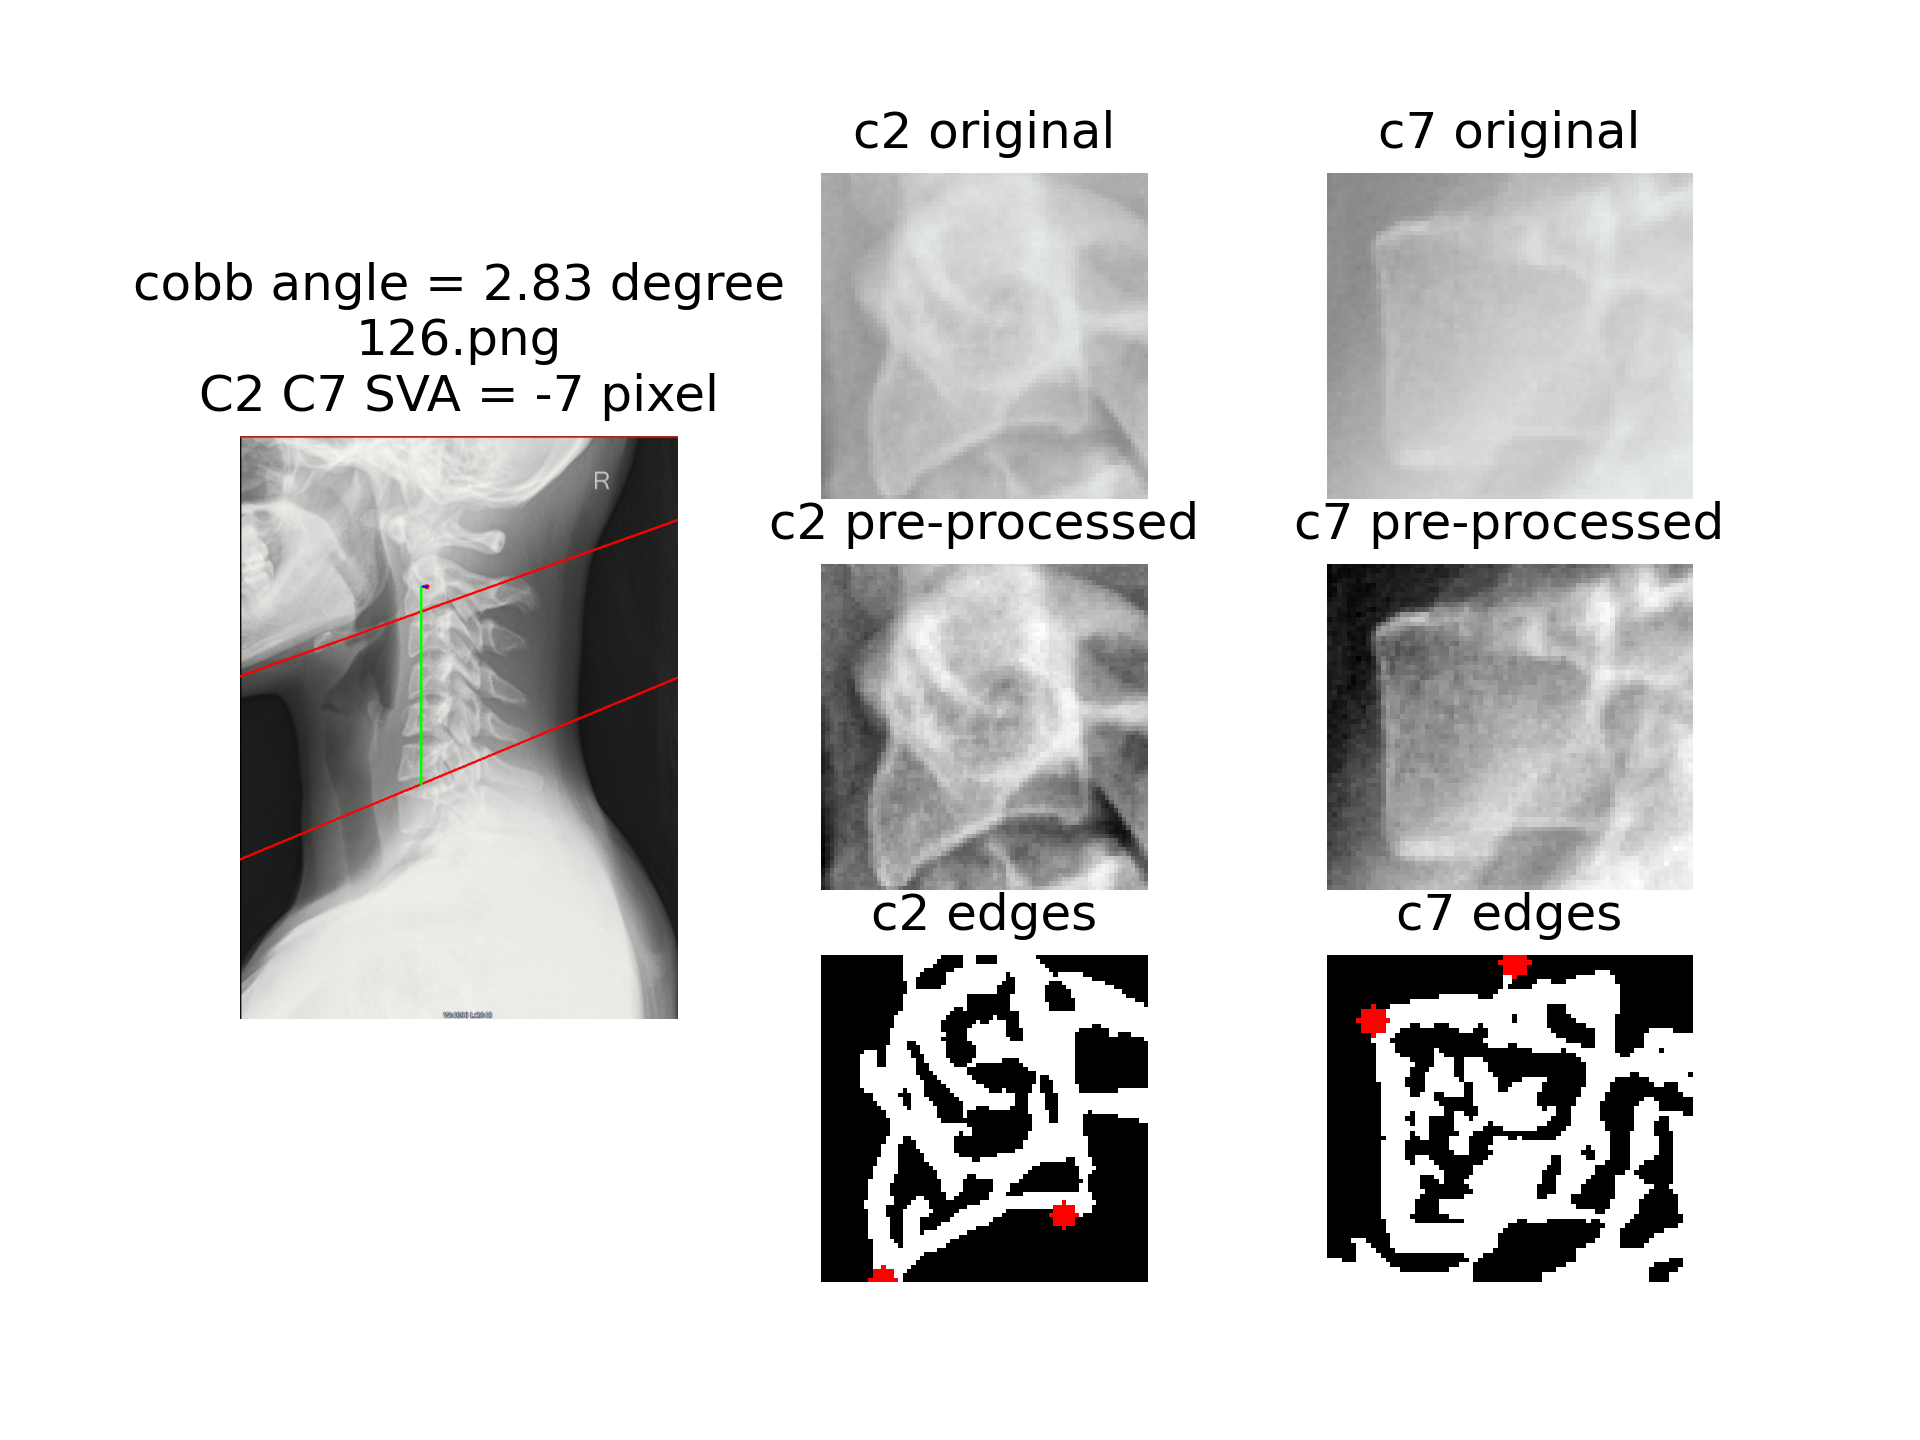 cobb angle = 2.83 degree
126.png
C2 C7 SVA = -7 pixel
R
c2 original
c7 original
c2 pre-processed
c7 pre-processed
c2 edges
c7 edges